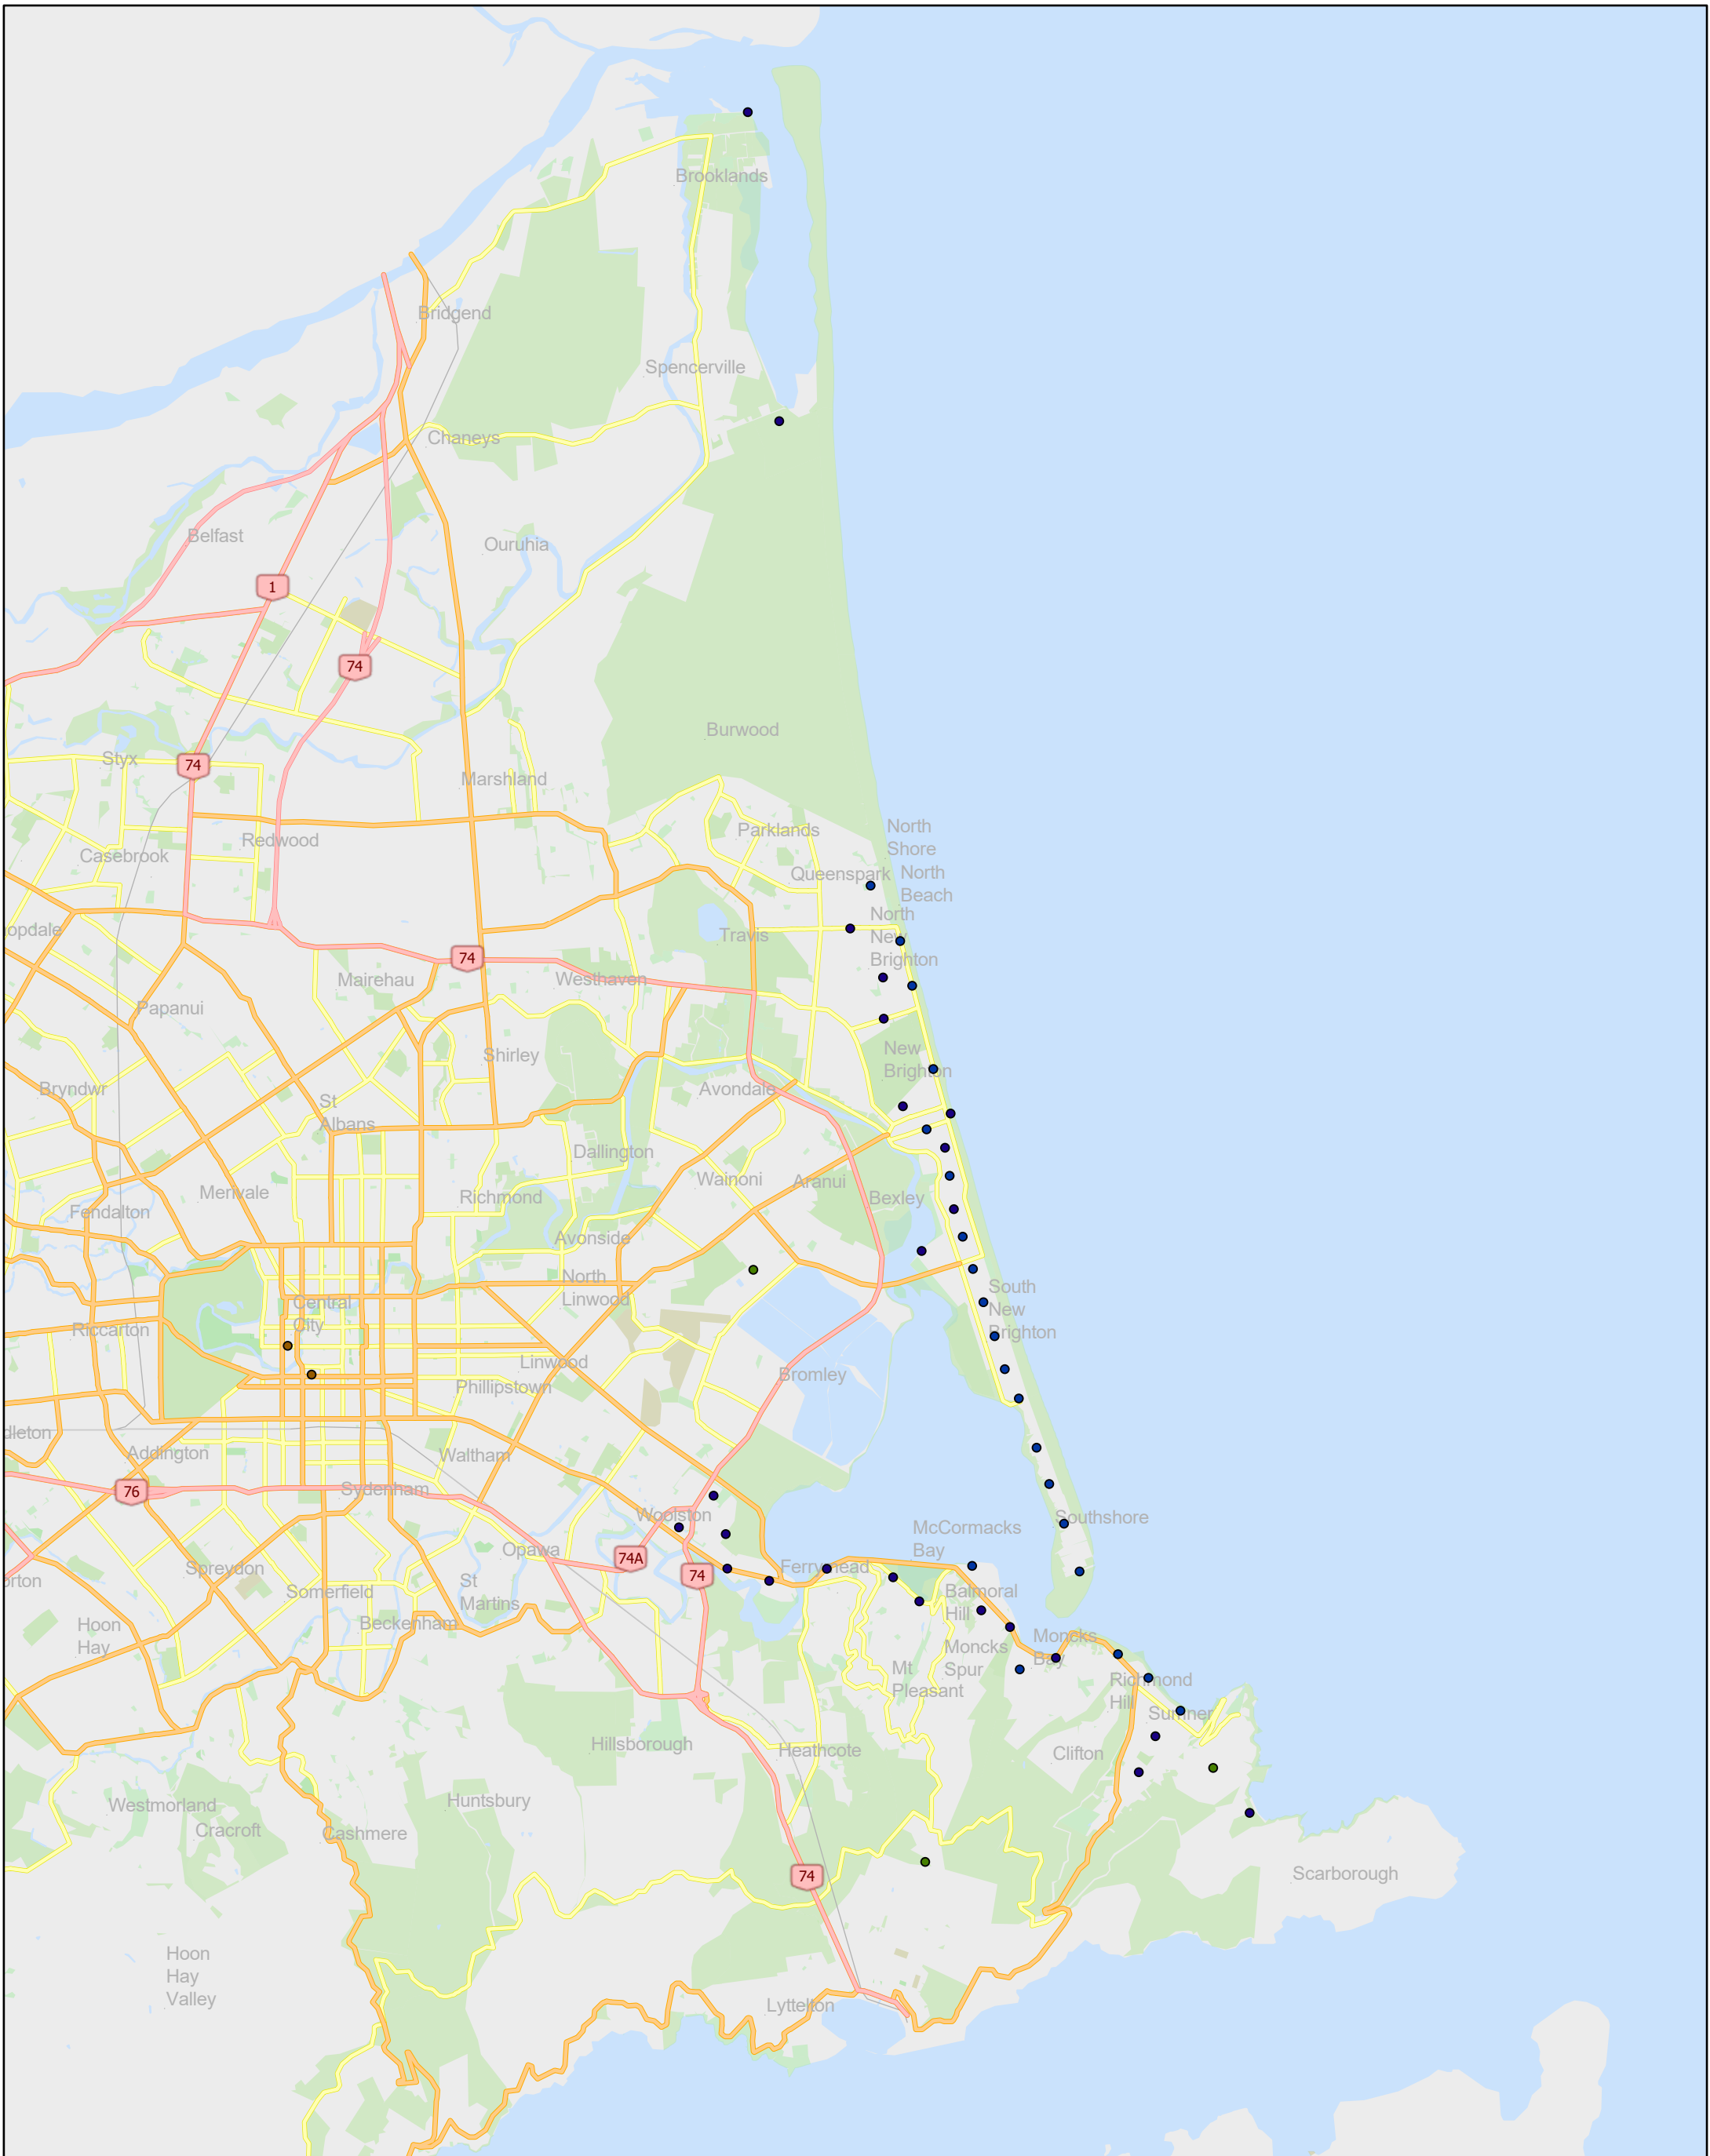 Brooklands
Bridgend
Spencerville
Chaneys
Belfast
Ouruhia
1
74
Burwood
Styx
74
Marshland
North
Shore
Parklands
Redwood
Casebrook
Queenspark
North
Beach
North
New
Brighton
opdale
Travis
74
Mairehau
Westhaven
Papanui
New
Brighton
Shirley
Bryndwr
Avondale
St
Albans
Dallington
Wainoni
Aranui
Merivale
Richmond
Bexley
Fendalton
Avonside
North
Linwood
South
New
Brighton
Central
City
Riccarton
Linwood
Bromley
Phillipstown
dleton
Addington
Waltham
76
Sydenham
Woolston
Southshore
McCormacks
Bay
Opawa
74A
74
Ferrymead
Spreydon
orton
Somerfield
St
Martins
Balmoral
Hill
Beckenham
Hoon
Hay
Moncks
Bay
Moncks
Spur
Mt
Pleasant
Richmond
Hill
Sumner
Hillsborough
Heathcote
Clifton
Westmorland
Huntsbury
Cracroft
Cashmere
74
Scarborough
Hoon
Hay
Valley
Lyttelton